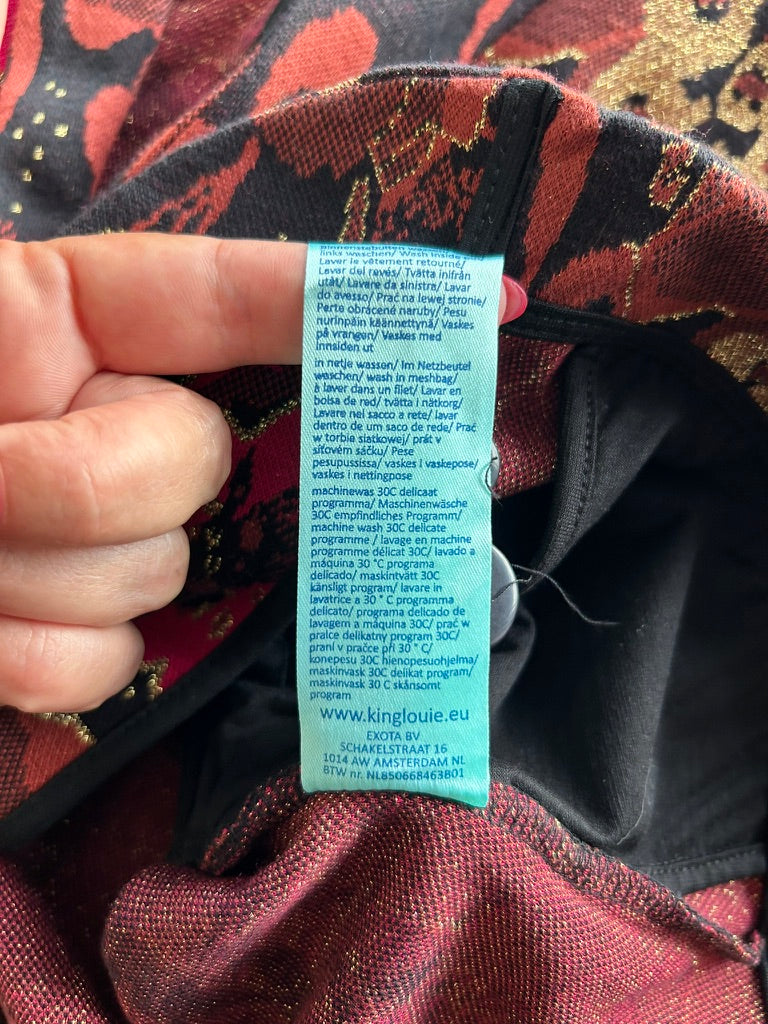 binnenstebuiten
links waschen/ Wash inside
Laver le vêtement retourné/
Lavar del revés/ Tvätta inifrån
utåt/ Lavare da sinistra/ Lavar
do avesso/ Prać na lewej stronie/
Perte obrácené naruby/ Pesu
nurinpäin käännettynä/ Vaskes
på vrangen/ Vaskes med
innsiden ut
in netje wassen/ Im Netzbeutel
waschen/ wash in meshbag/
à laver dans un filet/ Lavar en
bolsa de red/ tvätta i nätkorg/
Lavare nel sacco a rete/ lavar
dentro de um saco de rede/ Prać
w torbie siatkowej/ prát v
síťovém sáčku/ Pese
pesupussissa/ vaskes i vaskepose/
vaskes i nettingpose
machinewas 30C delicaat
programma/ Maschinenwäsche
30C empfindliches Programm/
machine wash 30C delicate
programme / lavage en machine
programme délicat 30C/ lavado a
máquina 30 °C programa
delicado/ maskintvätt 30C
känsligt program/ lavare in
lavatrice a 30 ° C programma
delicato/ programa delicado de
lavagem a máquina 30C/ prać w
pralce delikatny program 30C/
praní v pračce při 30 ° C/
konepesu 30C hienopesuohjelma/
maskinvask 30C delikat program/
maskinvask 30 C skånsomt
program
www.kinglouie.eu
EXOTA BV
SCHAKELSTRAAT 16
1014 AW AMSTERDAM NL
BTW nr. NL850668463B01